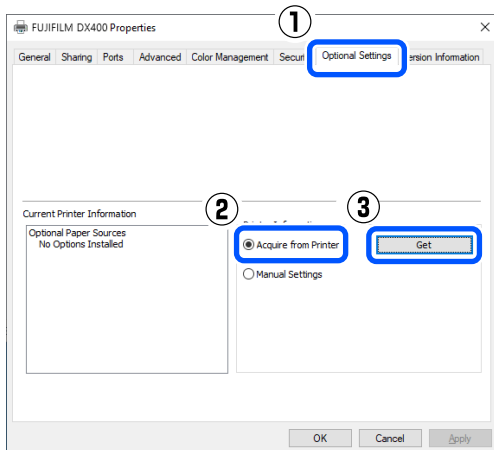 ①
FUJIFILM DX400 Properties
General Sharing Ports Advanced Color Management Securi Optional Settings ersion Information
Current Printer Information
②
③
Optional Paper Sources
No Options Installed
Acquire from Printer
Get
Manual Settings
OK Cancel Apply